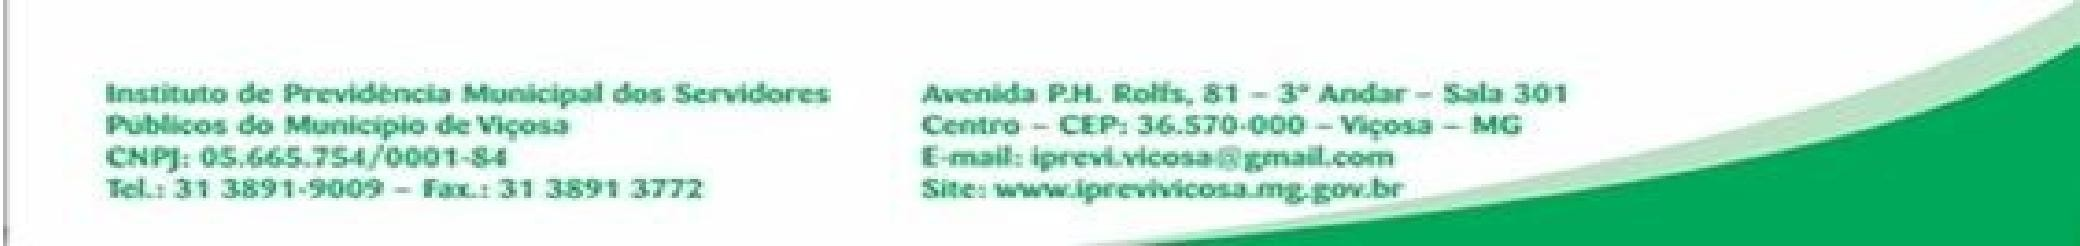 Instituto de Previdência Municipal dos Servidores
Públicos do Município de Viçosa
CNPJ: 05.665.754/0001-84
Tel.: 31 3891-9009 – Fax.: 31 3891 3772
Avenida P.H. Rolfs, 81 – 3º Andar – Sala 301
Centro – CEP: 36.570-000 – Viçosa – MG
E-mail: iprevi.vicosa@gmail.com
Site: www.iprevivicosa.mg.gov.br